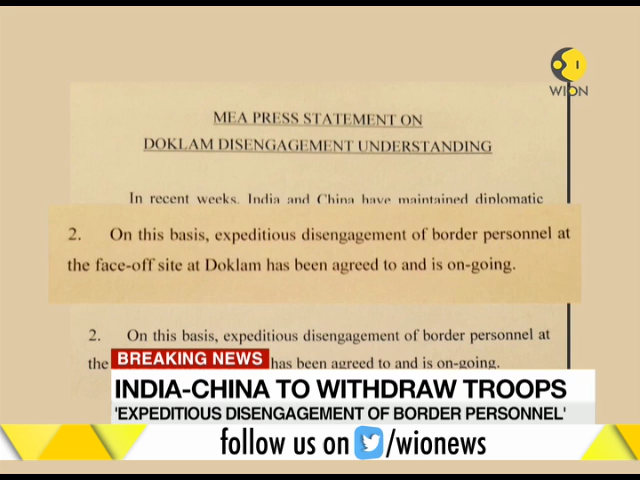 WION
MEA PRESS STATEMENT ON
DOKLAM DISENGAGEMENT UNDERSTANDING
In recent weeks, India and China have maintained diplomatic
2. On this basis, expeditious disengagement of border personnel at
the face-off site at Doklam has been agreed to and is on-going.
2. On this basis, expeditious disengagement of border personnel at
the has been agreed to and is on-going.
BREAKING NEWS
INDIA-CHINA TO WITHDRAW TROOPS
'EXPEDITIOUS DISENGAGEMENT OF BORDER PERSONNEL'
follow us on /wionews